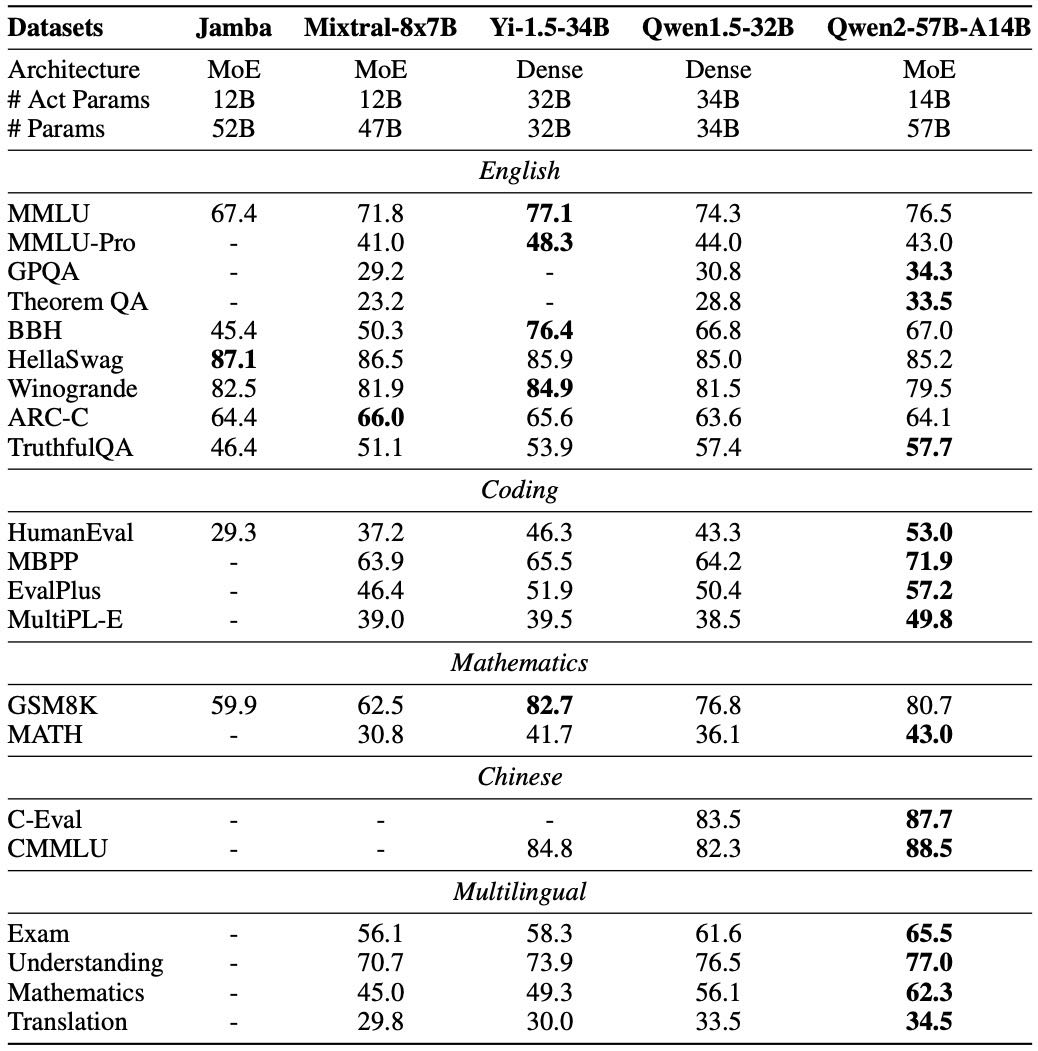 Datasets Jamba Mixtral-8x7B Yi-1.5-34B Qwen1.5-32B Qwen2-57B-A14B
Architecture MoE MoE Dense Dense MoE
# Act Params 12B 12B 32B 34B 14B
# Params 52B 47B 32B 34B 57B
English
MMLU 67.4 71.8 77.1 74.3 76.5
MMLU-Pro - 41.0 48.3 44.0 43.0
GPQA - 29.2 - 30.8 34.3
Theorem QA - 23.2 - 28.8 33.5
BBH 45.4 50.3 76.4 66.8 67.0
HellaSwag 87.1 86.5 85.9 85.0 85.2
Winogrande 82.5 81.9 84.9 81.5 79.5
ARC-C 64.4 66.0 65.6 63.6 64.1
TruthfulQA 46.4 51.1 53.9 57.4 57.7
Coding
HumanEval 29.3 37.2 46.3 43.3 53.0
MBPP - 63.9 65.5 64.2 71.9
EvalPlus - 46.4 51.9 50.4 57.2
MultiPL-E - 39.0 39.5 38.5 49.8
Mathematics
GSM8K 59.9 62.5 82.7 76.8 80.7
MATH - 30.8 41.7 36.1 43.0
Chinese
C-Eval - - - 83.5 87.7
CMMLU - - 84.8 82.3 88.5
Multilingual
Exam - 56.1 58.3 61.6 65.5
Understanding - 70.7 73.9 76.5 77.0
Mathematics - 45.0 49.3 56.1 62.3
Translation - 29.8 30.0 33.5 34.5